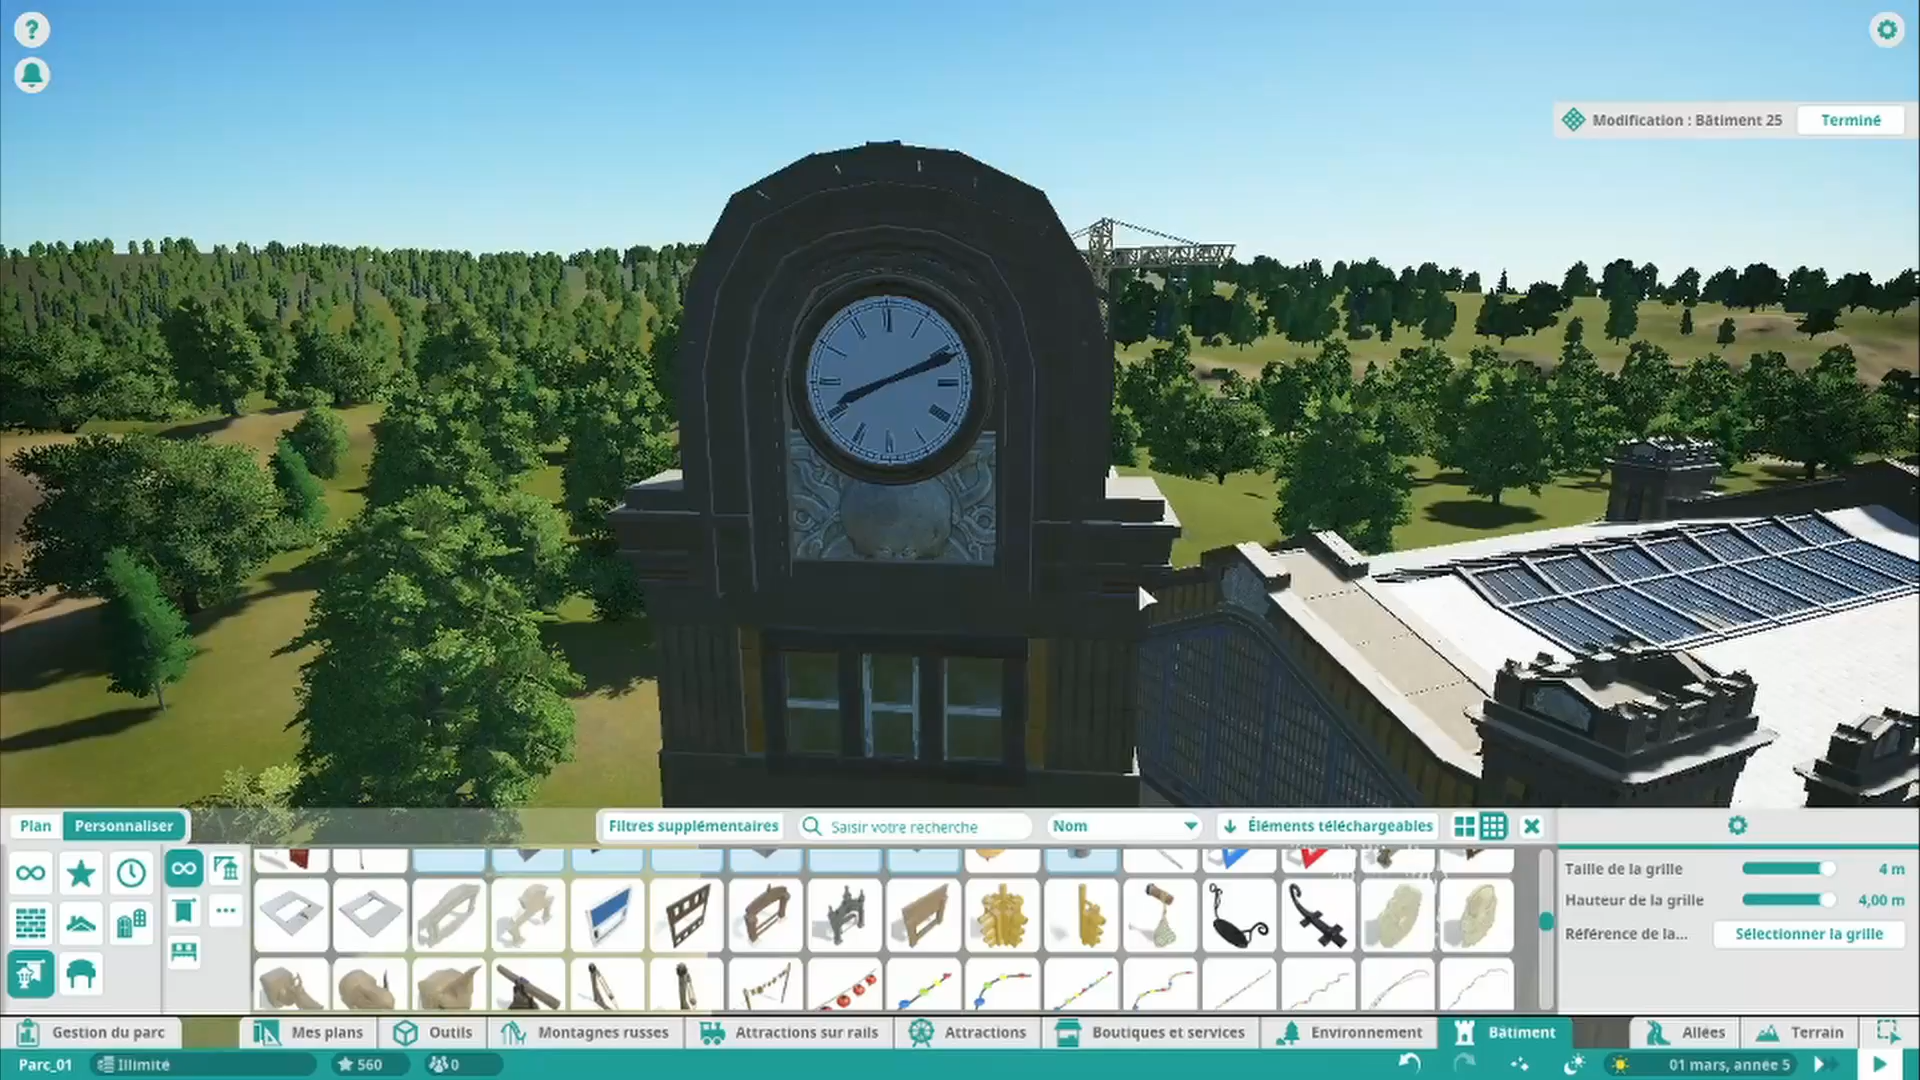 ?
Modification : Bâtiment 25
Terminé
Plan
Personnaliser
Filtres supplémentaires
Saisir votre recherche
Nom
Éléments téléchargeables
Taille de la grille
4 m
Hauteur de la grille
4,00 m
Référence de la...
Sélectionner la grille
Gestion du parc
Mes plans
Outils
Montagnes russes
Attractions sur rails
Attractions
Boutiques et services
Environnement
Bâtiment
Allées
Terrain
Parc_01
Illimité
560
0
01 mars, année 5